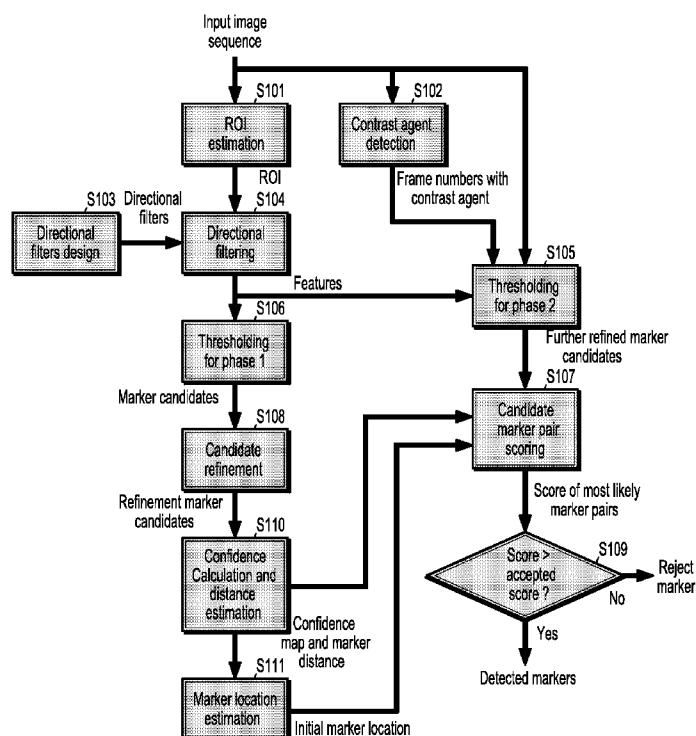 Input image
sequence
S101
ROI
estimation
ROI
S102
Contrast agent
detection
Frame numbers with
contrast agent
S103
Directional
filters design
Directional
filters
S104
Directional
filtering
Features
S105
Thresholding
for phase 2
Further refined marker
candidates
S106
Thresholding
for phase 1
Marker candidates
S107
Candidate
marker pair
scoring
Score of most likely
marker pairs
S108
Candidate
refinement
Refinement marker
candidates
S109
Score >
accepted
score ?
No
Reject
marker
Yes
Detected markers
S110
Confidence
Calculation and
distance
estimation
Confidence
map and marker
distance
S111
Marker location
estimation
Initial marker location